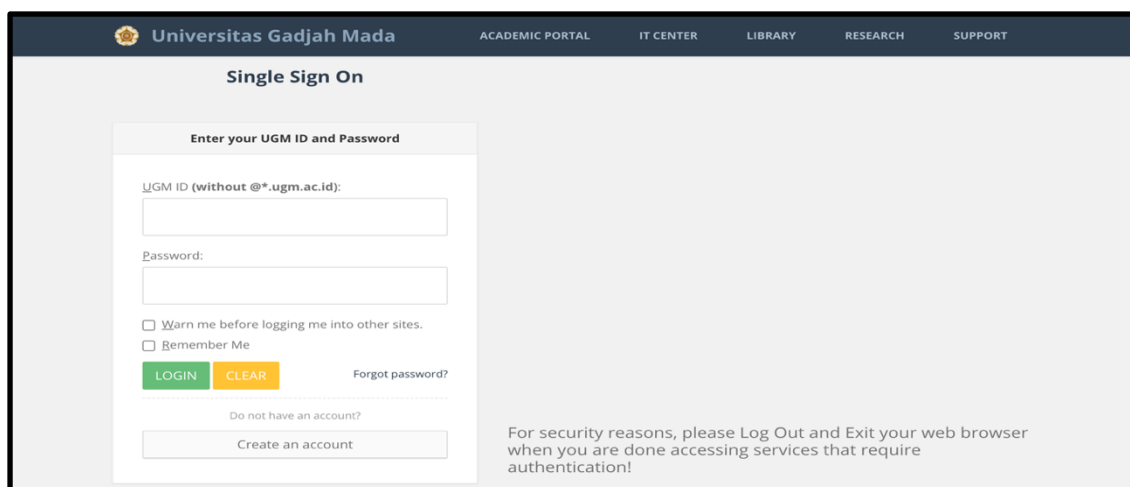 Universitas Gadjah Mada
ACADEMIC PORTAL IT CENTER LIBRARY RESEARCH SUPPORT
Single Sign On
Enter your UGM ID and Password
UGM ID (without @*.ugm.ac.id):
Password:
Warn me before logging me into other sites.
Remember Me
LOGIN CLEAR Forgot password?
Do not have an account?
Create an account
For security reasons, please Log Out and Exit your web browser
when you are done accessing services that require
authentication!